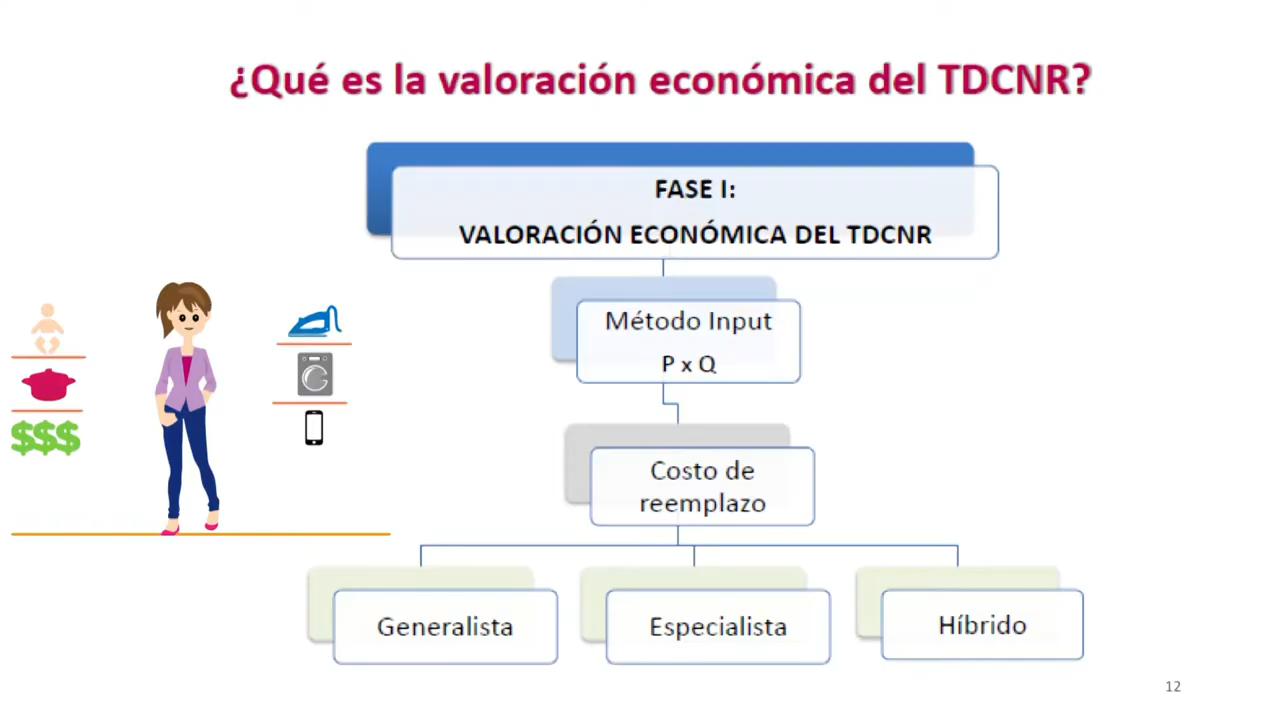 ¿Qué es la valoración económica del TDCNR?
FASE I:
VALORACIÓN ECONÓMICA DEL TDCNR
Método Input
P x Q
$$$
Costo de
reemplazo
Generalista
Especialista
Híbrido
12